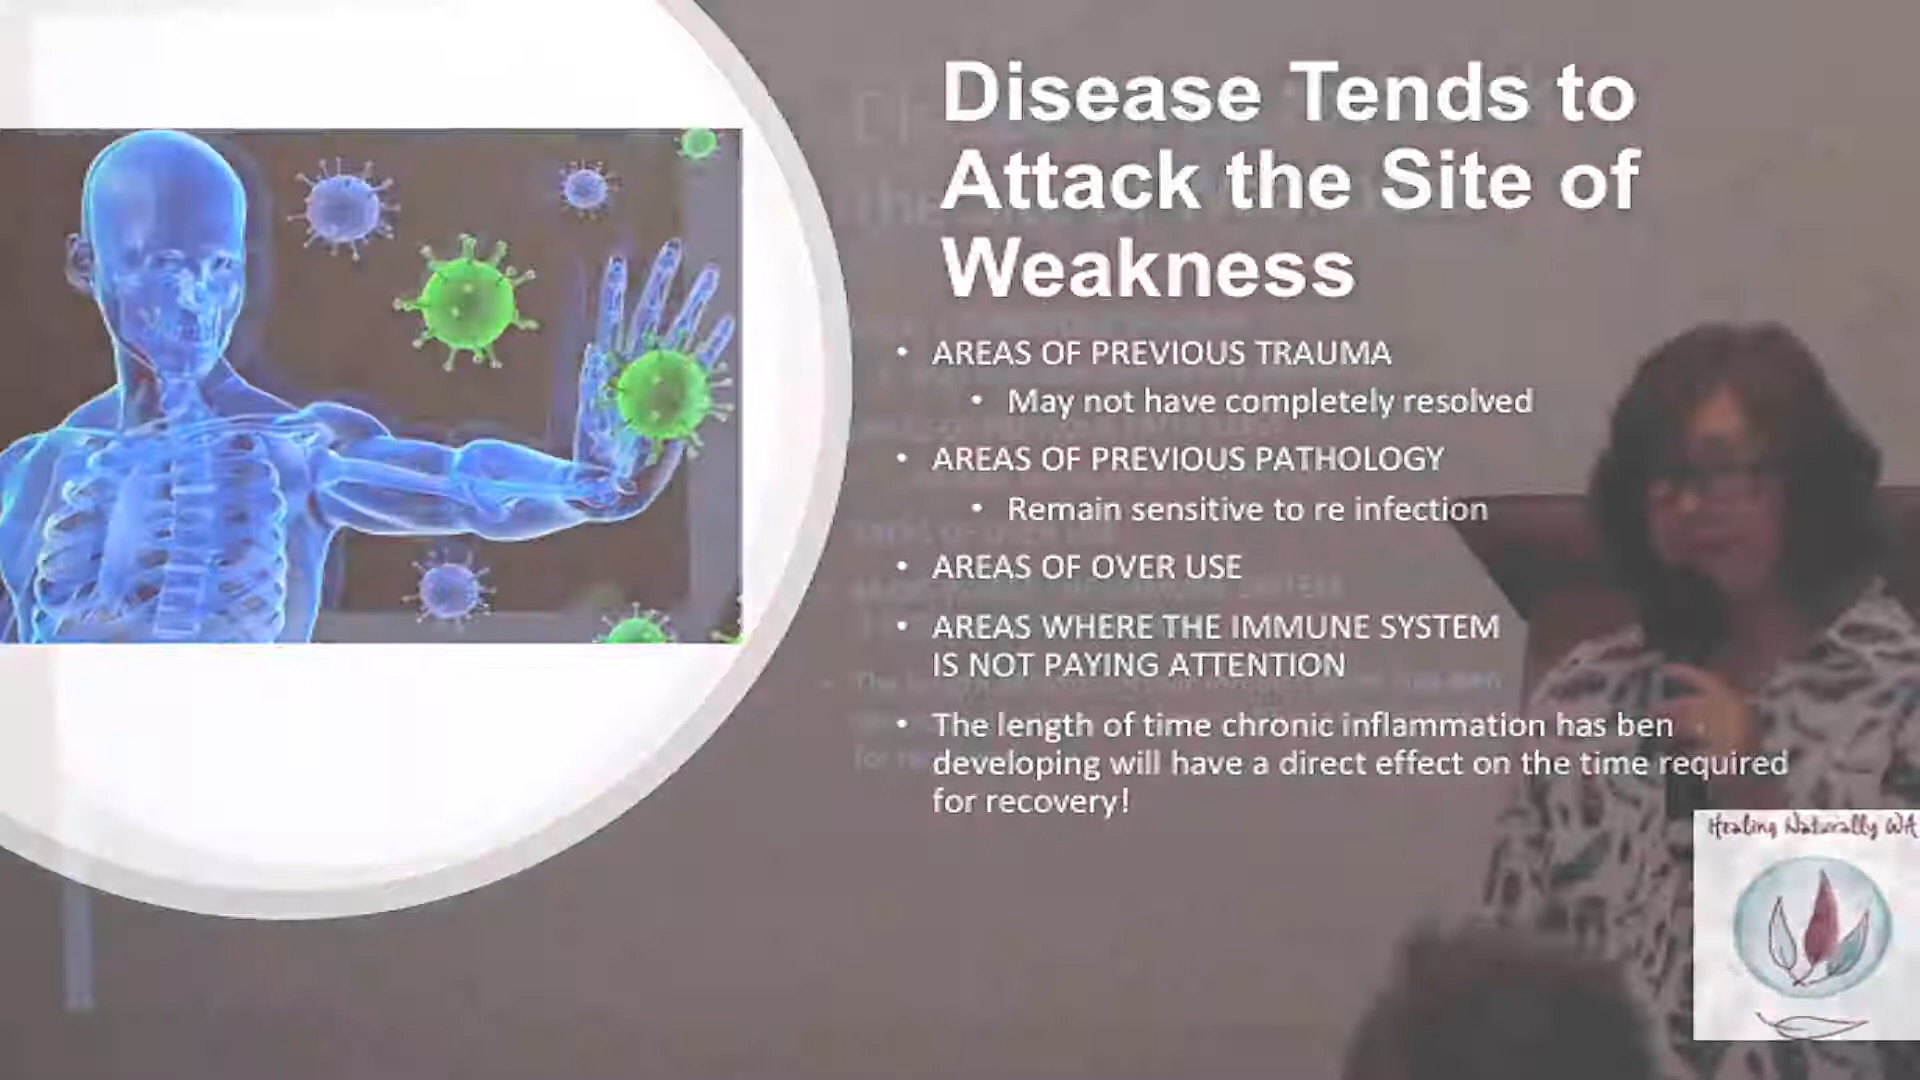 Disease Tends to
Attack the Site of
Weakness
• AREAS OF PREVIOUS TRAUMA
• May not have completely resolved
• AREAS OF PREVIOUS PATHOLOGY
• Remain sensitive to re infection
• AREAS OF OVER USE
• AREAS WHERE THE IMMUNE SYSTEM
IS NOT PAYING ATTENTION
• The length of time chronic inflammation has ben
developing will have a direct effect on the time required
for recovery!
Healing Naturally WA